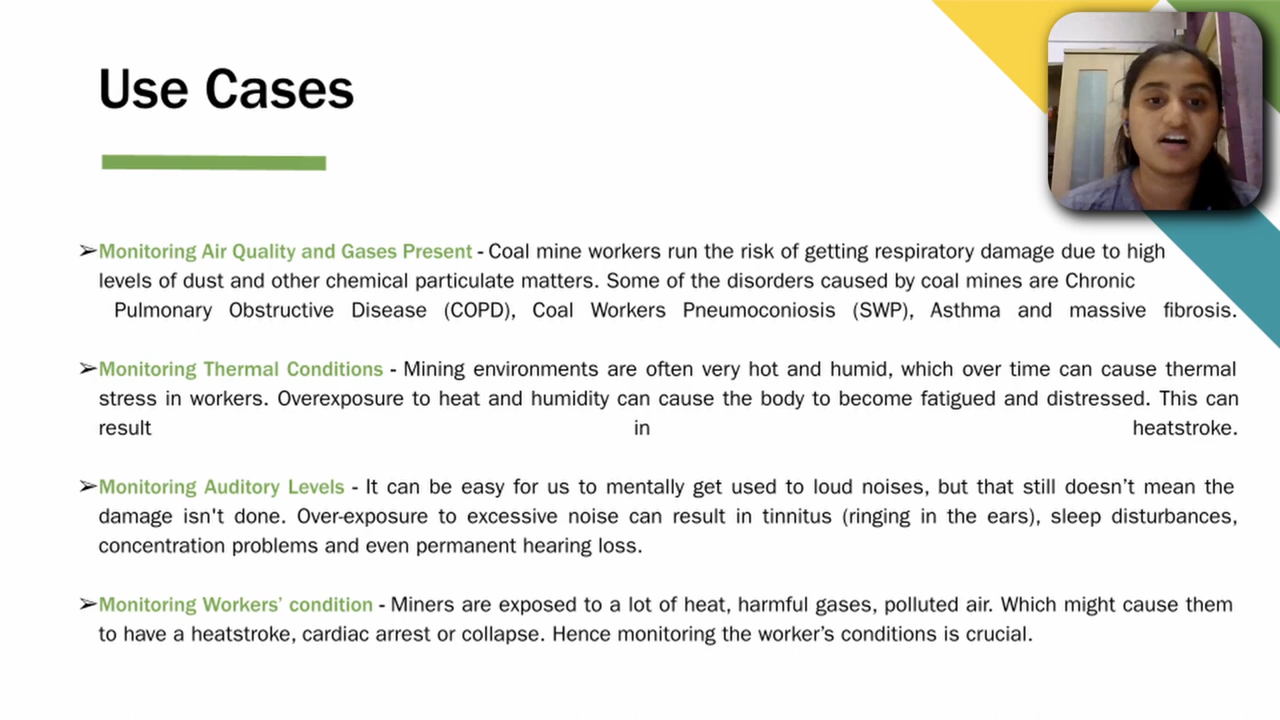 Use Cases
➢Monitoring Air Quality and Gases Present - Coal mine workers run the risk of getting respiratory damage due to high
levels of dust and other chemical particulate matters. Some of the disorders caused by coal mines are Chronic
Pulmonary Obstructive Disease (COPD), Coal Workers Pneumoconiosis (SWP), Asthma and massive fibrosis.
➢Monitoring Thermal Conditions - Mining environments are often very hot and humid, which over time can cause thermal
stress in workers. Overexposure to heat and humidity can cause the body to become fatigued and distressed. This can
result in heatstroke.
➢Monitoring Auditory Levels - It can be easy for us to mentally get used to loud noises, but that still doesn’t mean the
damage isn't done. Over-exposure to excessive noise can result in tinnitus (ringing in the ears), sleep disturbances,
concentration problems and even permanent hearing loss.
➢Monitoring Workers’ condition - Miners are exposed to a lot of heat, harmful gases, polluted air. Which might cause them
to have a heatstroke, cardiac arrest or collapse. Hence monitoring the worker’s conditions is crucial.